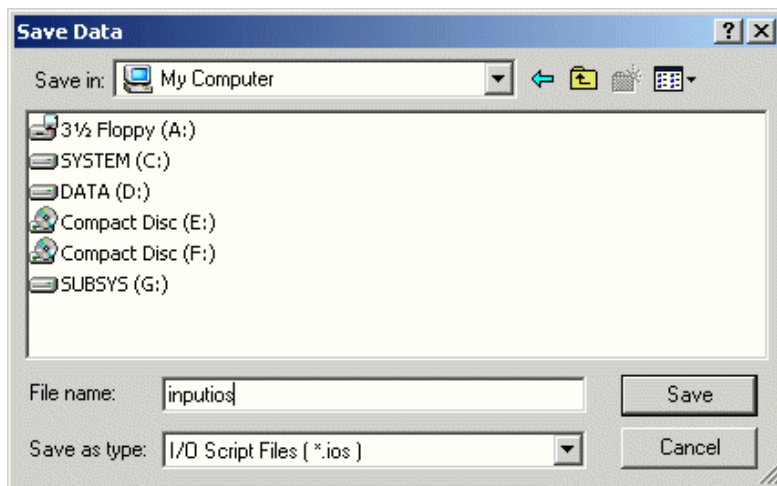 Save Data
Save in: My Computer
3½ Floppy (A:)
SYSTEM (C:)
DATA (D:)
Compact Disc (E:)
Compact Disc (F:)
SUBSYS (G:)
File name: inputios Save
Save as type: I/O Script Files ( *.ios ) Cancel